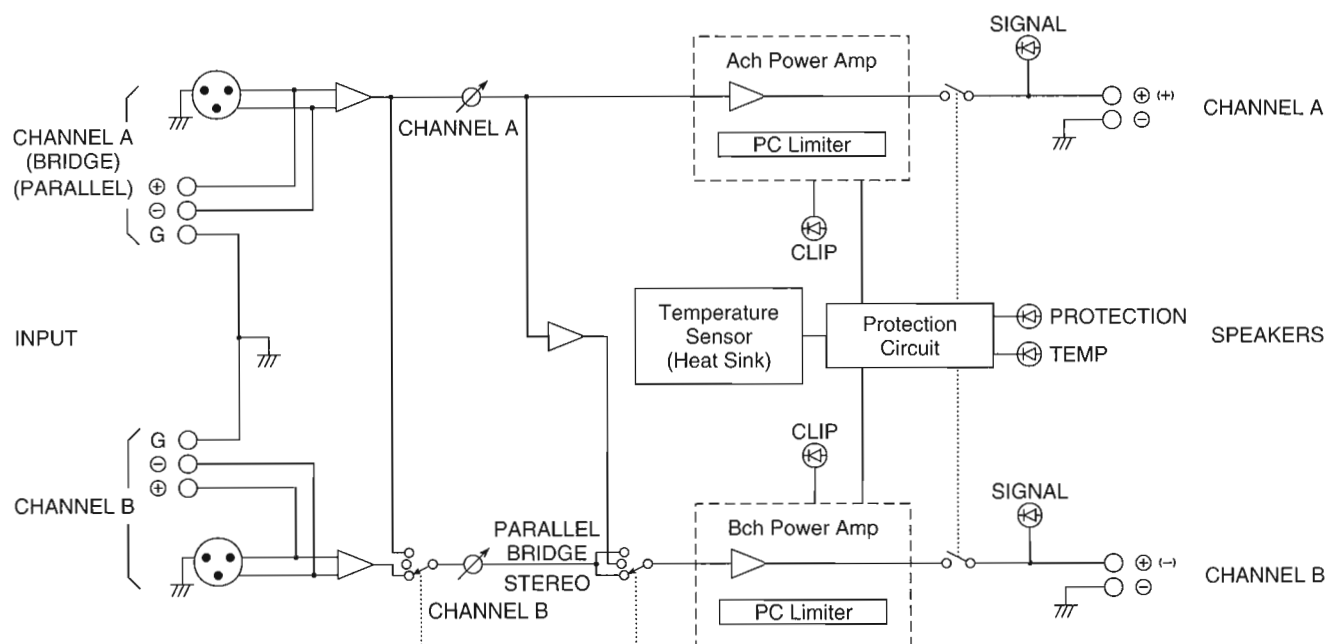 SIGNAL
Ach Power Amp
CHANNEL A
(BRIDGE)
(PARALLEL)
⊕
⊖
G
CHANNEL A
PC Limiter
⊕ (+)
⊖
CHANNEL A
CLIP
INPUT
Temperature
Sensor
(Heat Sink)
Protection
Circuit
PROTECTION
TEMP
SPEAKERS
CLIP
G
⊖
⊕
CHANNEL B
PARALLEL
BRIDGE
STEREO
CHANNEL B
Bch Power Amp
PC Limiter
SIGNAL
⊕ (−)
⊖
CHANNEL B